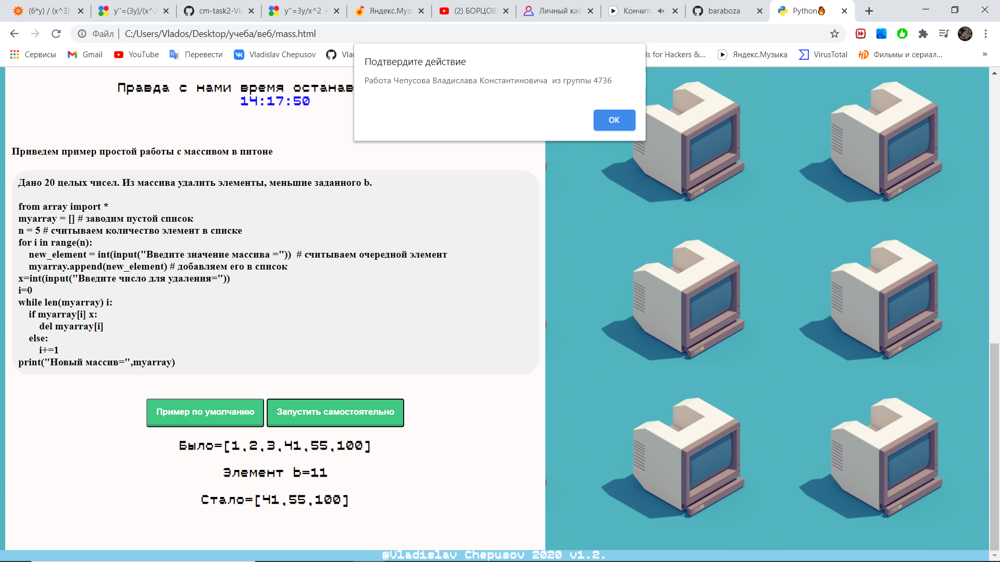 (6*y) / (x^3)
y''=(3y)/(x^2
cm-task2-Vla
y''=3y/x^2 +
Яндекс.Музы
(2) БОРЦОВ
Личный каб
Кончитс
baraboza
Python🔥
Файл | C:/Users/Vlados/Desktop/учеба/веб/mass.html
Сервисы
Gmail
YouTube
Перевести
Vladislav Chepusov
Vla
ls for Hackers &...
Яндекс.Музыка
VirusTotal
Фильмы и сериал...
»
Подтвердите действие
Работа Чепусова Владислава Константиновича из группы 4736
ОК
Правда с нами время останав
14:17:50
Приведем пример простой работы с массивом в питоне
Дано 20 целых чисел. Из массива удалить элементы, меньшие заданного b.
from array import *
myarray = [] # заводим пустой список
n = 5 # считываем количество элемент в списке
for i in range(n):
new_element = int(input("Введите значение массива =")) # считываем очередной элемент
myarray.append(new_element) # добавляем его в список
x=int(input("Введите число для удаления="))
i=0
while len(myarray) i:
if myarray[i] x:
del myarray[i]
else:
i+=1
print("Новый массив=",myarray)
Пример по умолчанию
Запустить самостоятельно
Было=[1,2,3,41,55,100]
Элемент b=11
Стало=[41,55,100]
@Vladislav Chepusov 2020 v1.2.